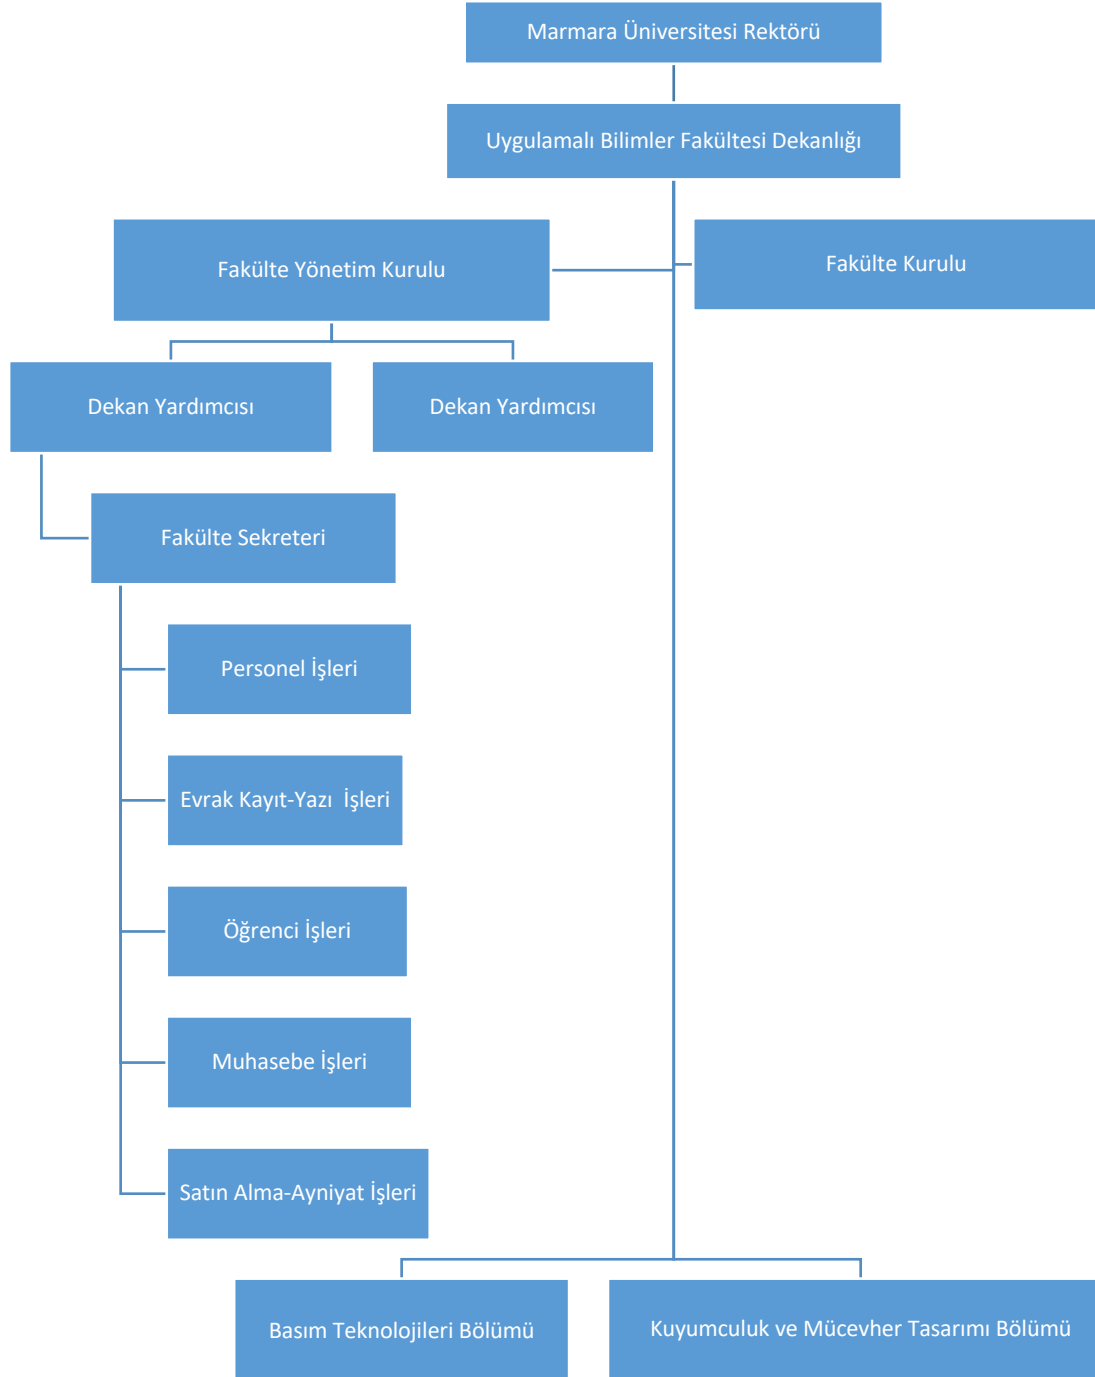 Marmara Üniversitesi Rektörü
Uygulamalı Bilimler Fakültesi Dekanlığı
Fakülte Yönetim Kurulu
Fakülte Kurulu
Dekan Yardımcısı
Dekan Yardımcısı
Fakülte Sekreteri
Personel İşleri
Evrak Kayıt-Yazı İşleri
Öğrenci İşleri
Muhasebe İşleri
Satın Alma-Ayniyat İşleri
Basım Teknolojileri Bölümü
Kuyumculuk ve Mücevher Tasarımı Bölümü